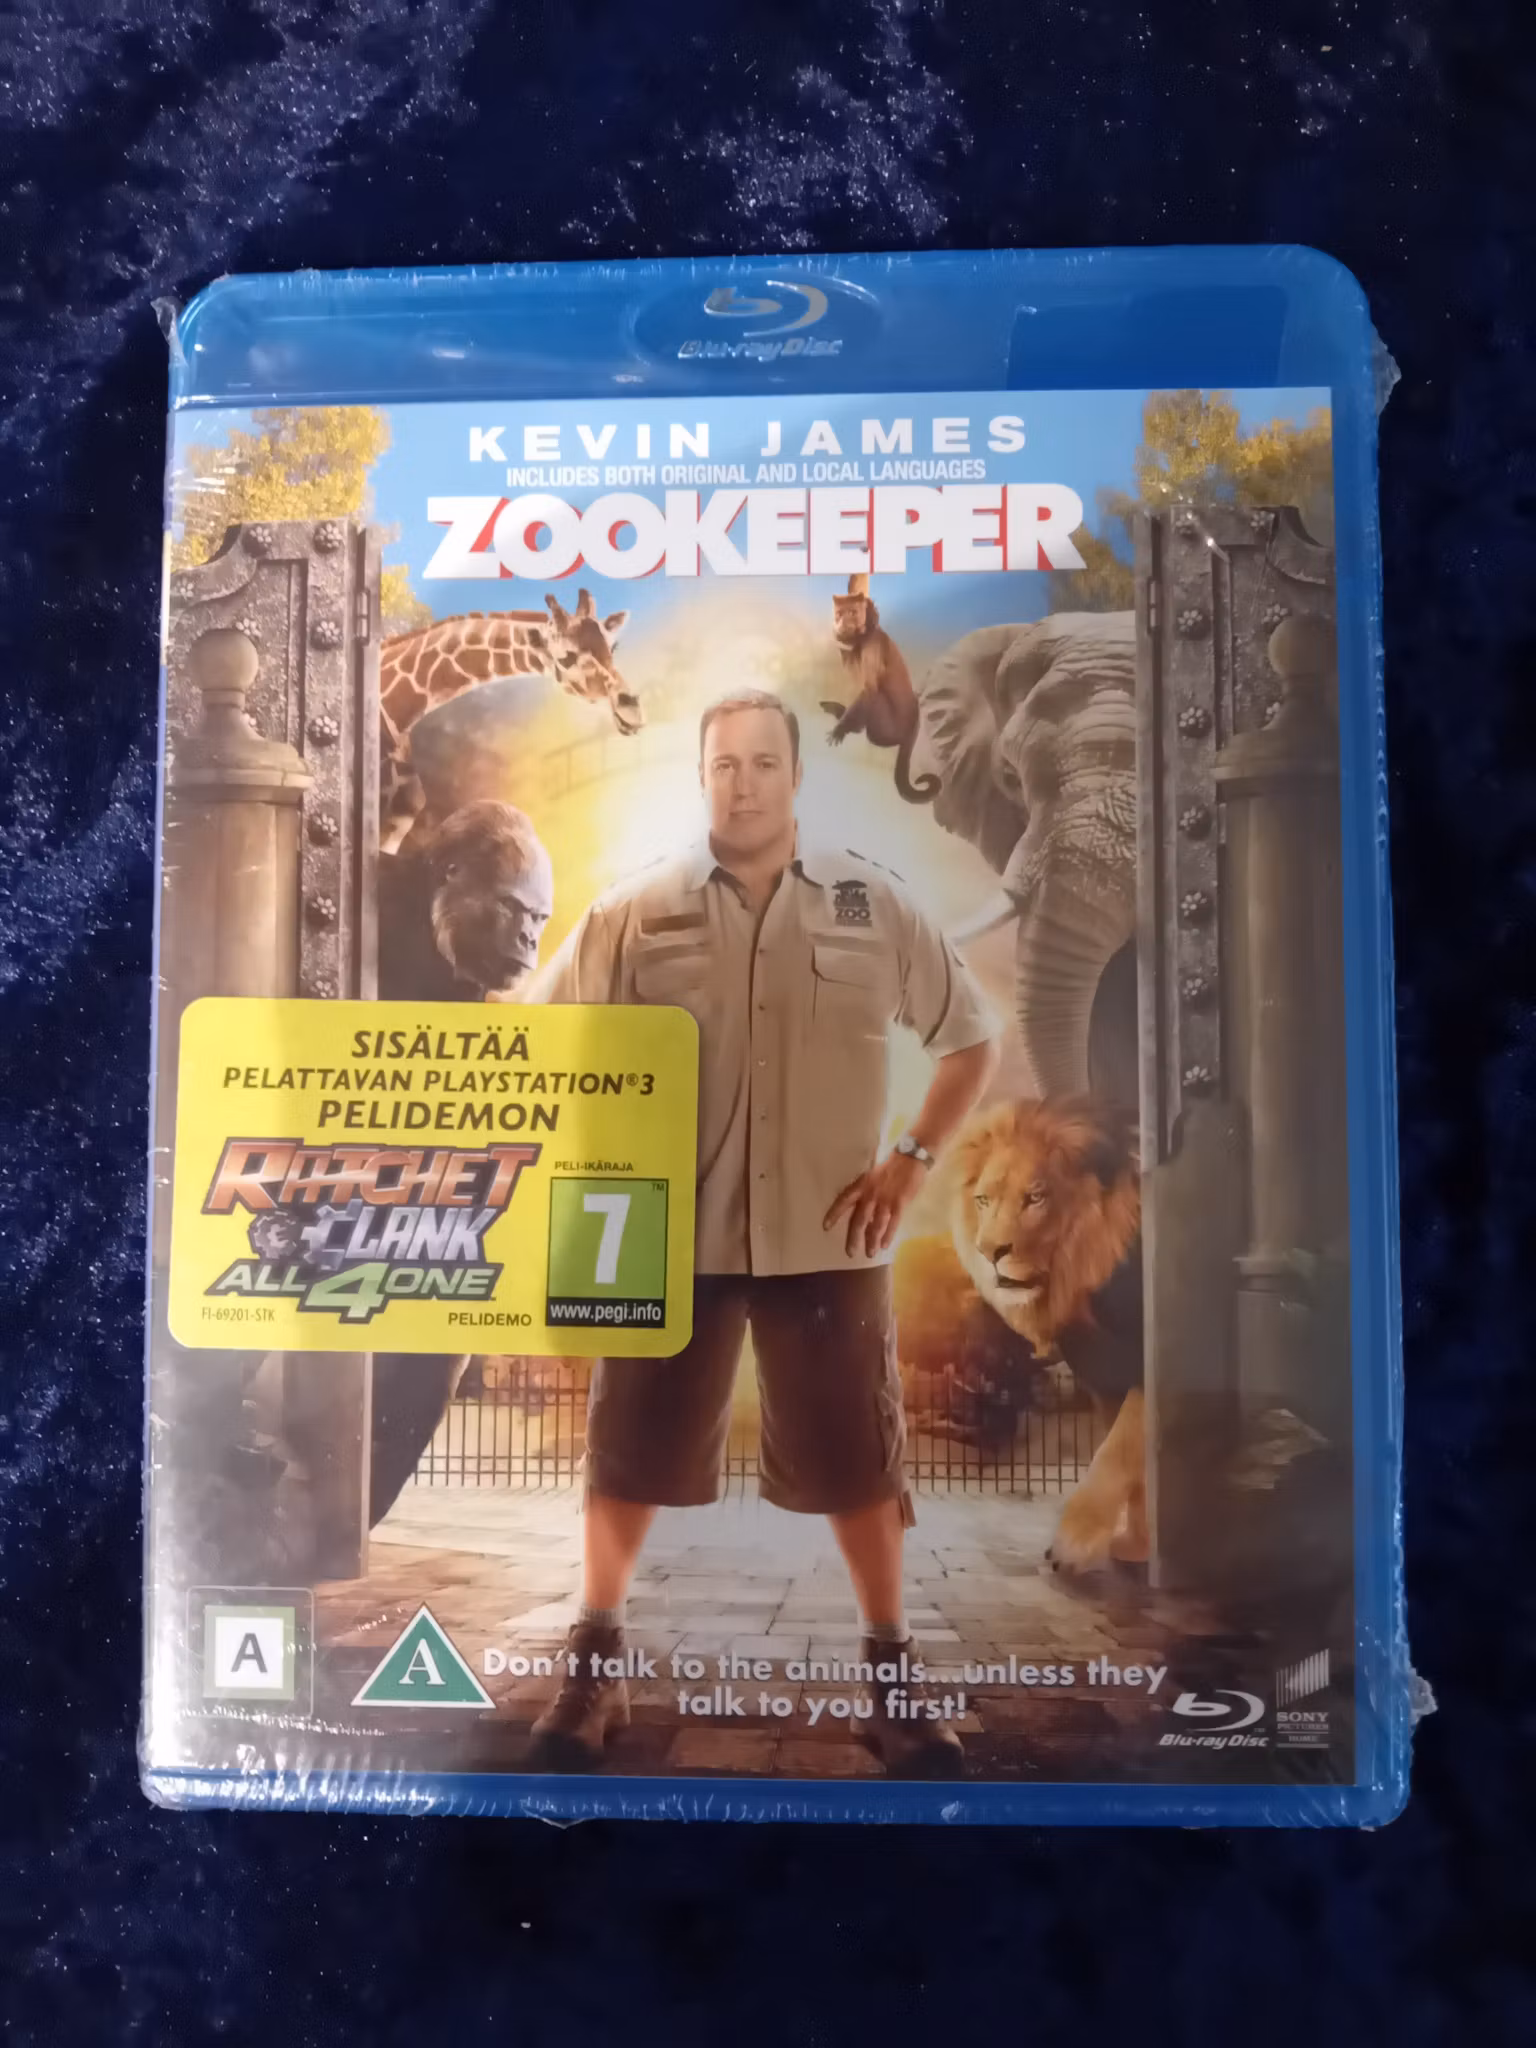 Blu-ray Disc
KEVIN JAMES
INCLUDES BOTH ORIGINAL AND LOCAL LANGUAGES
ZOOKEEPER
ZOO
SISÄLTÄÄ
PELATTAVAN PLAYSTATION®3
PELIDEMON
RATCHET
& CLANK
ALL 4 ONE
PELI-IKÄRAJA
7™
www.pegi.info
FI-69201-STK
PELIDEMO
A
A
Don't talk to the animals...unless they
talk to you first!
Blu-ray Disc
SONY
PICTURES
HOME